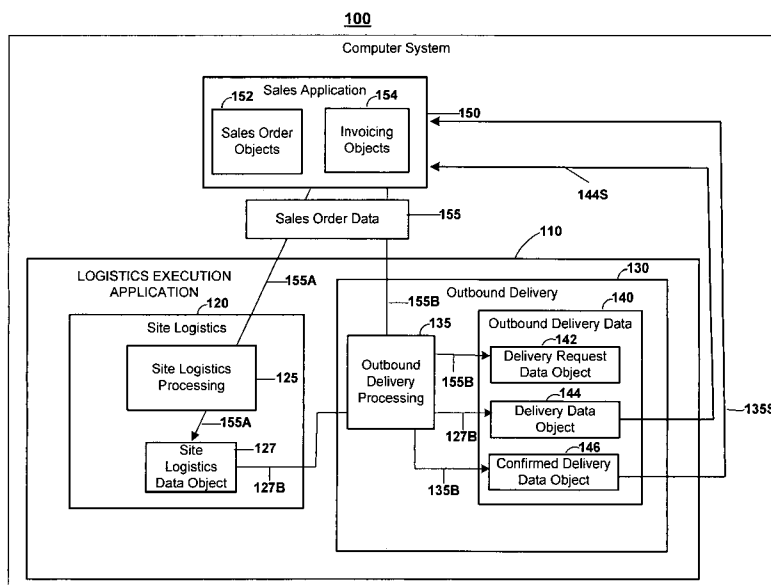 100
Computer System
Sales Application
152
154
150
Sales Order
Objects
Invoicing
Objects
144S
Sales Order Data
155
110
LOGISTICS EXECUTION
APPLICATION
155A
130
Outbound Delivery
120
155B
140
Site Logistics
135
Outbound Delivery Data
142
Site Logistics
Processing
125
Outbound
Delivery
Processing
155B
Delivery Request
Data Object
144
155A
127B
Delivery Data
Object
135S
Site
Logistics
Data Object
127
127B
146
135B
Confirmed Delivery
Data Object